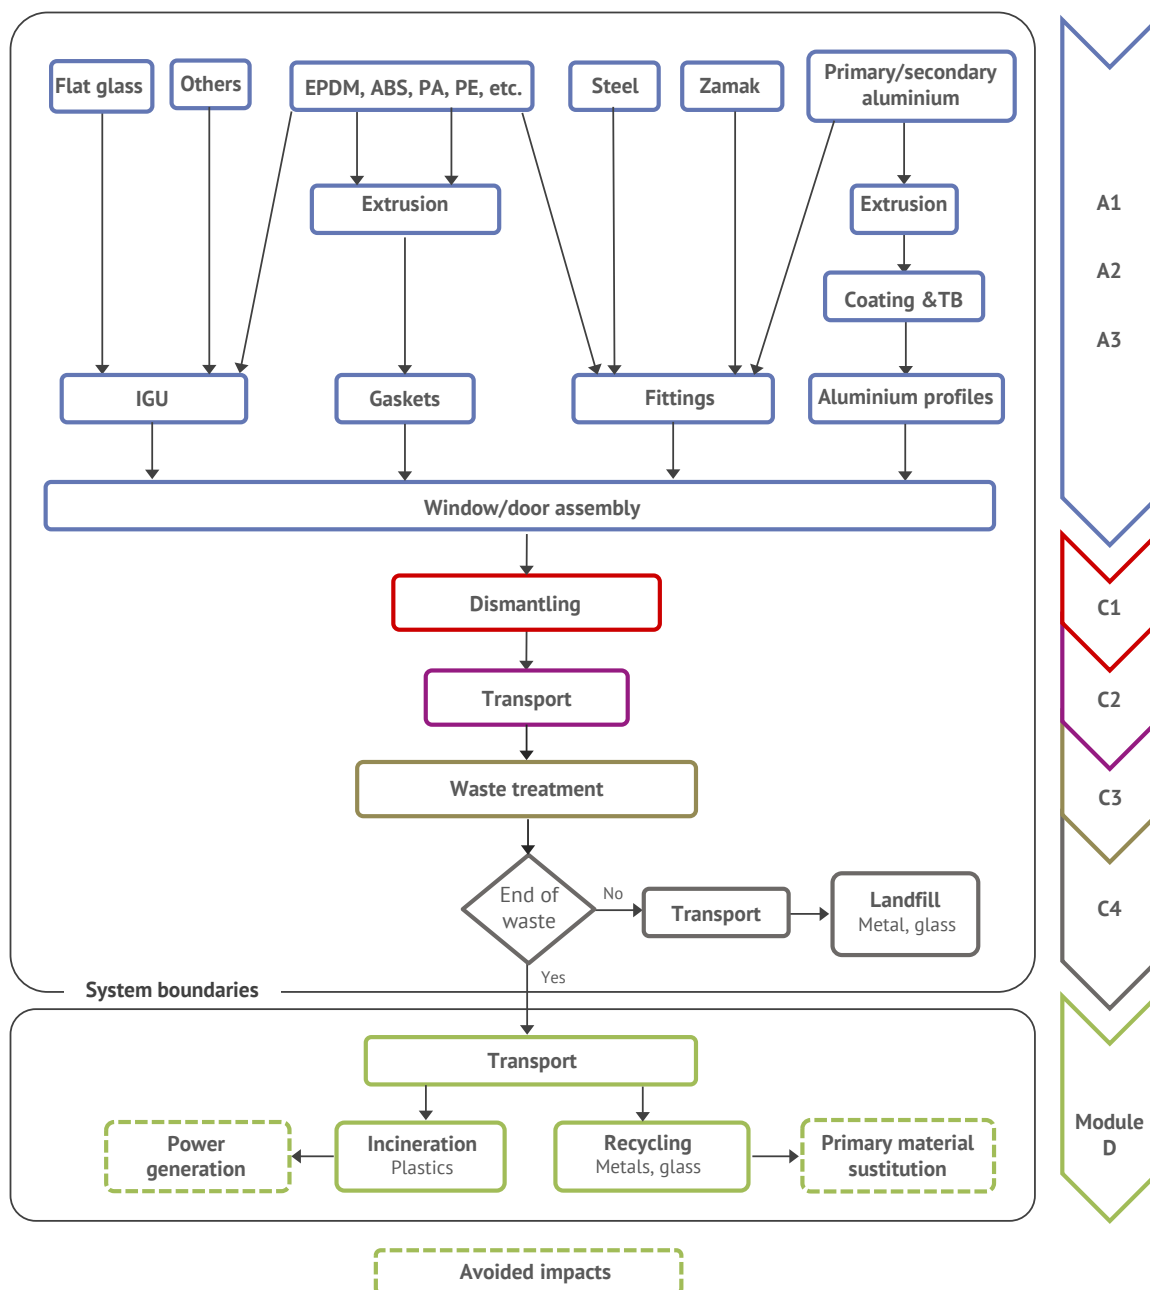 Flat glass
Others
EPDM, ABS, PA, PE, etc.
Steel
Zamak
Primary/secondary
aluminium
Extrusion
Extrusion
A1
Coating &TB
A2
A3
IGU
Gaskets
Fittings
Aluminium profiles
Window/door assembly
Dismantling
C1
Transport
C2
Waste treatment
C3
End of
waste
No
Transport
Landfill
Metal, glass
C4
Yes
System boundaries
Transport
Power
generation
Incineration
Plastics
Recycling
Metals, glass
Primary material
sustitution
Module
D
Avoided impacts